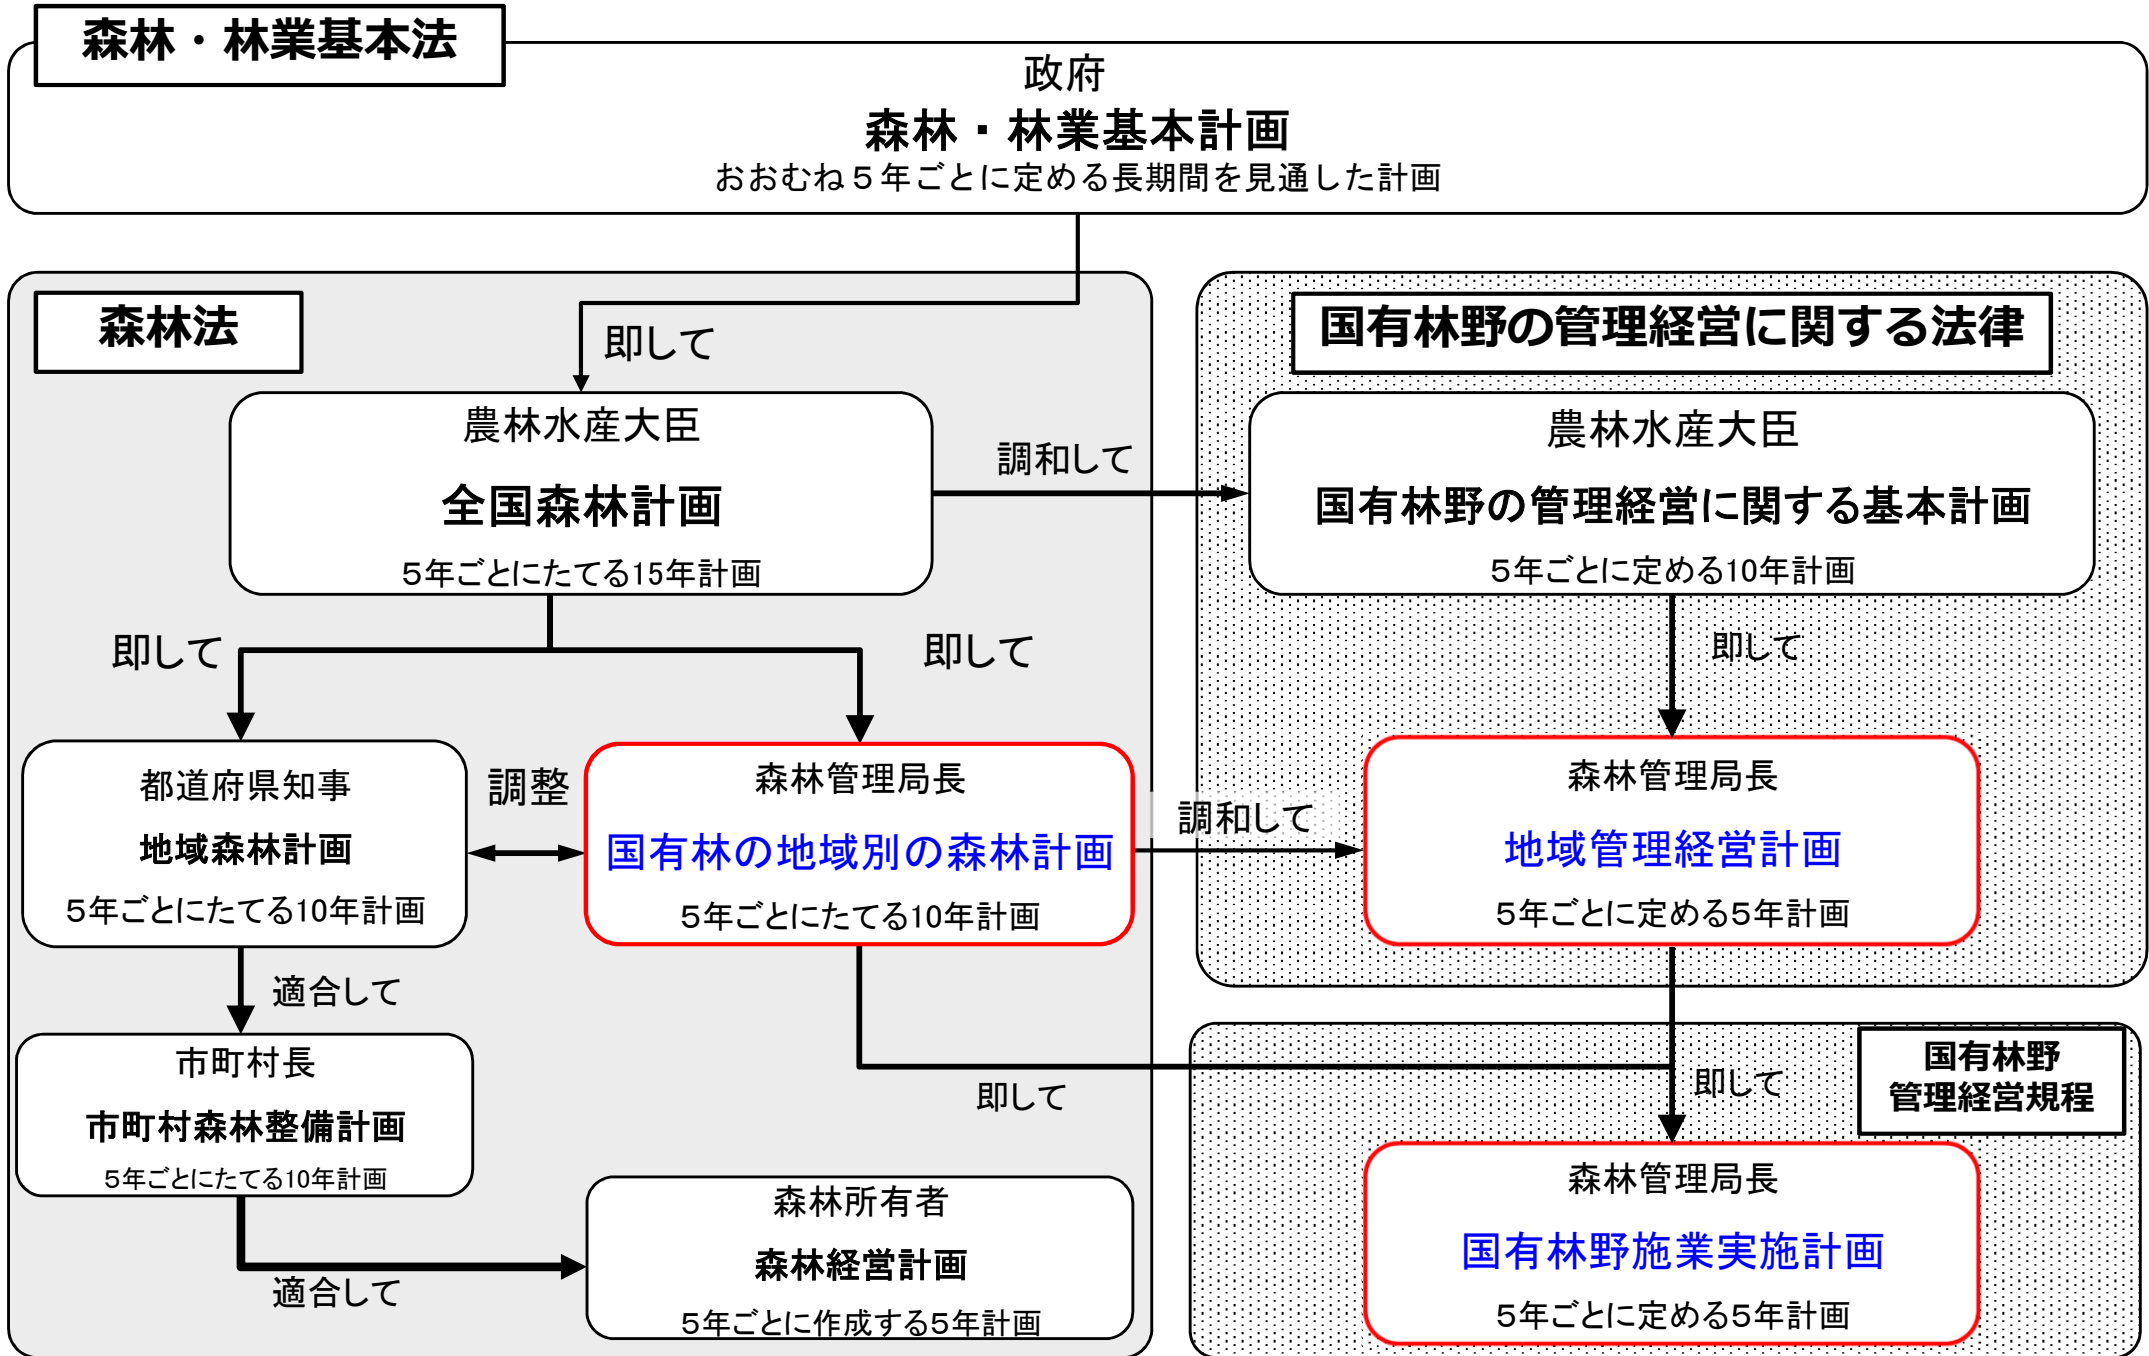 森林・林業基本法
政府
森林・林業基本計画
おおむね５年ごとに定める長期間を見通した計画
森林法
即して
農林水産大臣
全国森林計画
5年ごとにたてる15年計画
調和して
国有林野の管理経営に関する法律
農林水産大臣
国有林野の管理経営に関する基本計画
5年ごとに定める10年計画
即して
即して
即して
都道府県知事
地域森林計画
5年ごとにたてる10年計画
調整
森林管理局長
国有林の地域別の森林計画
5年ごとにたてる10年計画
調和して
森林管理局長
地域管理経営計画
5年ごとに定める5年計画
適合して
市町村長
市町村森林整備計画
5年ごとにたてる10年計画
即して
即して
国有林野
管理経営規程
適合して
森林所有者
森林経営計画
5年ごとに作成する5年計画
森林管理局長
国有林野施業実施計画
5年ごとに定める5年計画